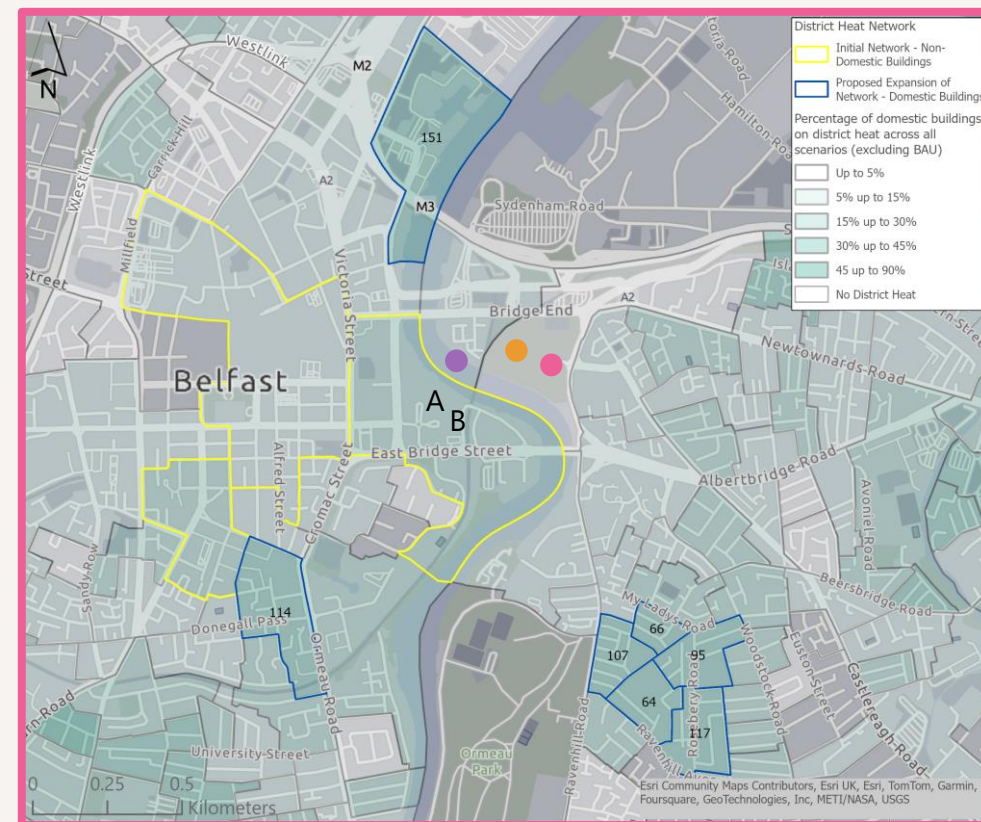 Westlink
M2
N
Westlink
Carrick-Hill
Millfield
A2
151
M3
Sydenham Road
Hamilton Road
Victoria Street
Bridge End
A2
Newtownards Road
Street
Belfast
A
B
East Bridge Street
Albertbridge Road
Alfred Street
Cromac Street
Avoniel Road
Sandy Row
Beersbridge Road
114
Donegall Pass
Ormeau Road
My Ladys Road
66
107
95
64
117
Rosebery Road
Woodstock Road
Euston Street
Castlereagh Road
Ravenhill Road
Ravenhill Ave
University Street
Ormeau
Park
0 0.25 0.5
Kilometers
District Heat Network
Initial Network - Non-
Domestic Buildings
Proposed Expansion of
Network - Domestic Buildings
Percentage of domestic buildings
on district heat across all
scenarios (excluding BAU)
Up to 5%
5% up to 15%
15% up to 30%
30% up to 45%
45 up to 90%
No District Heat
Esri Community Maps Contributors, Esri UK, Esri, TomTom, Garmin,
Foursquare, GeoTechnologies, Inc, METI/NASA, USGS